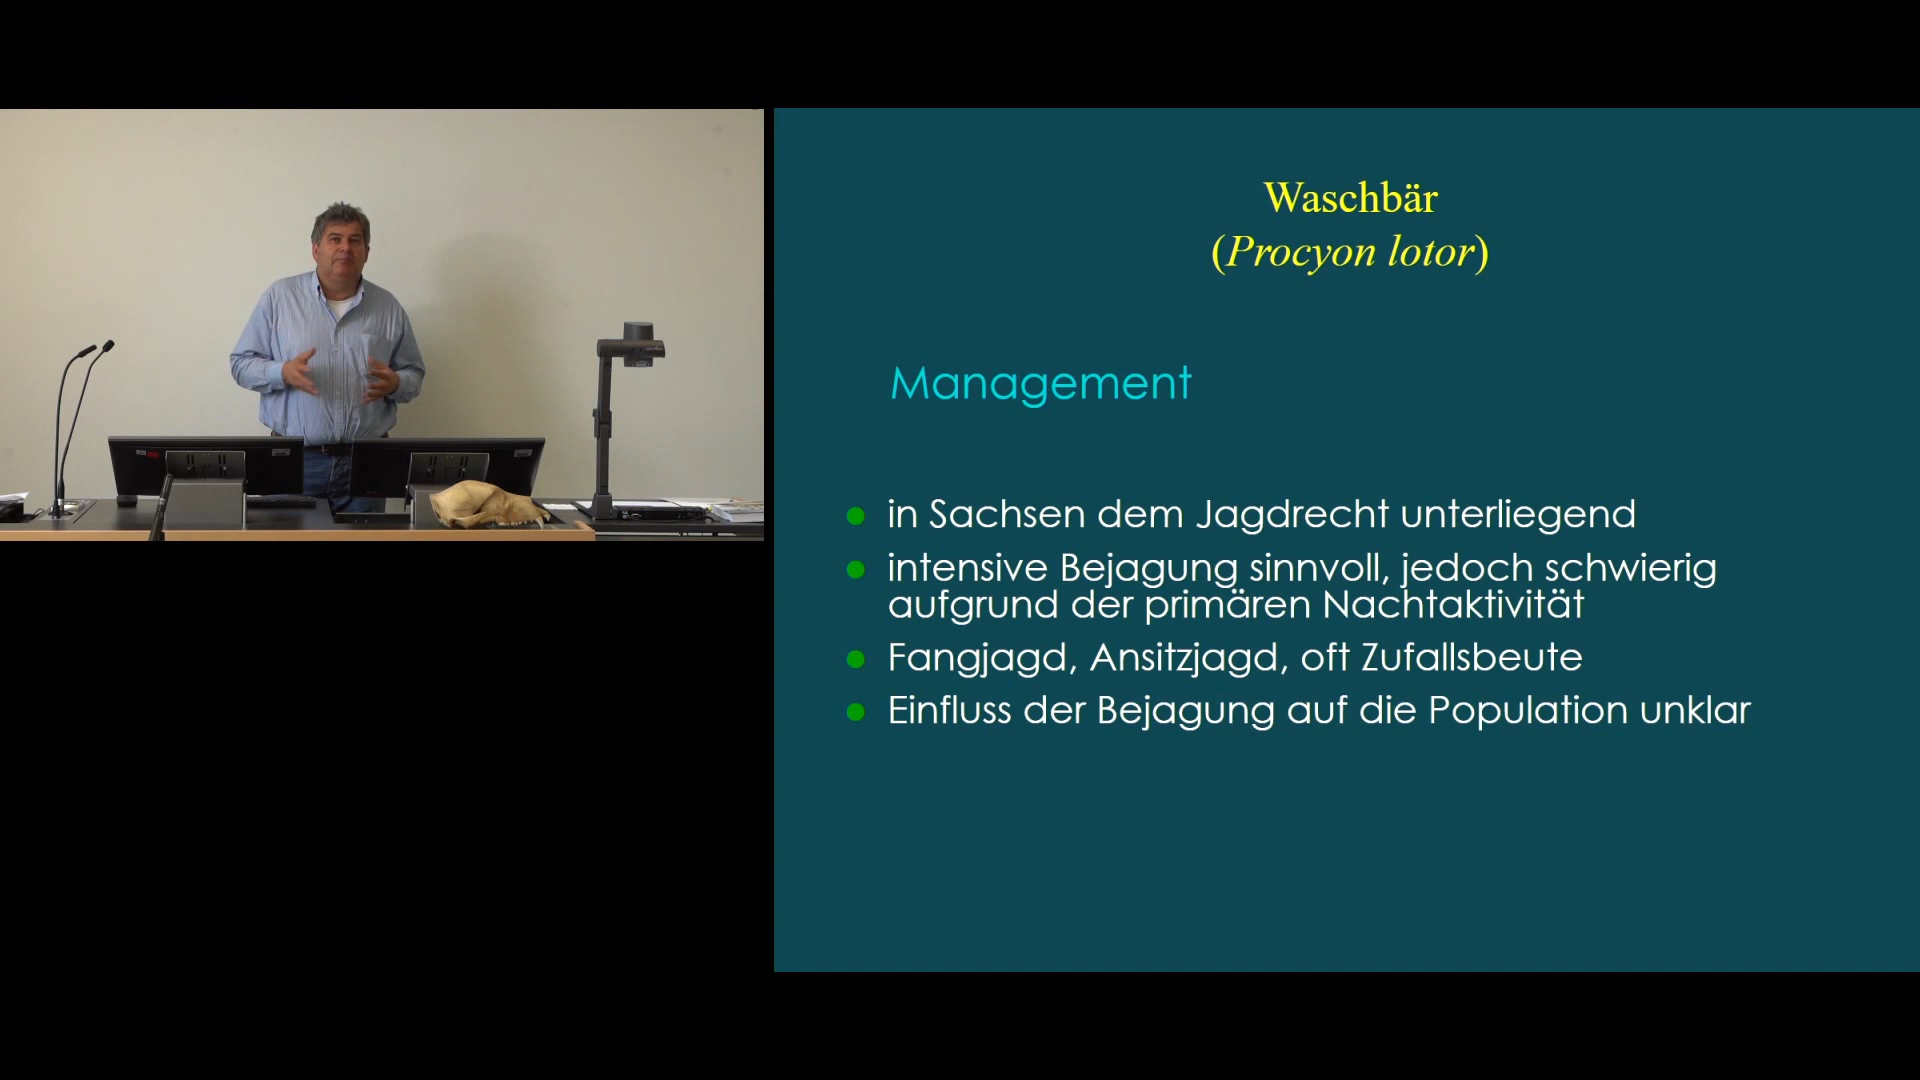 Waschbär
(Procyon lotor)
Management
in Sachsen dem Jagdrecht unterliegend
intensive Bejagung sinnvoll, jedoch schwierig
aufgrund der primären Nachtaktivität
Fangjagd, Ansitzjagd, oft Zufallsbeute
Einfluss der Bejagung auf die Population unklar